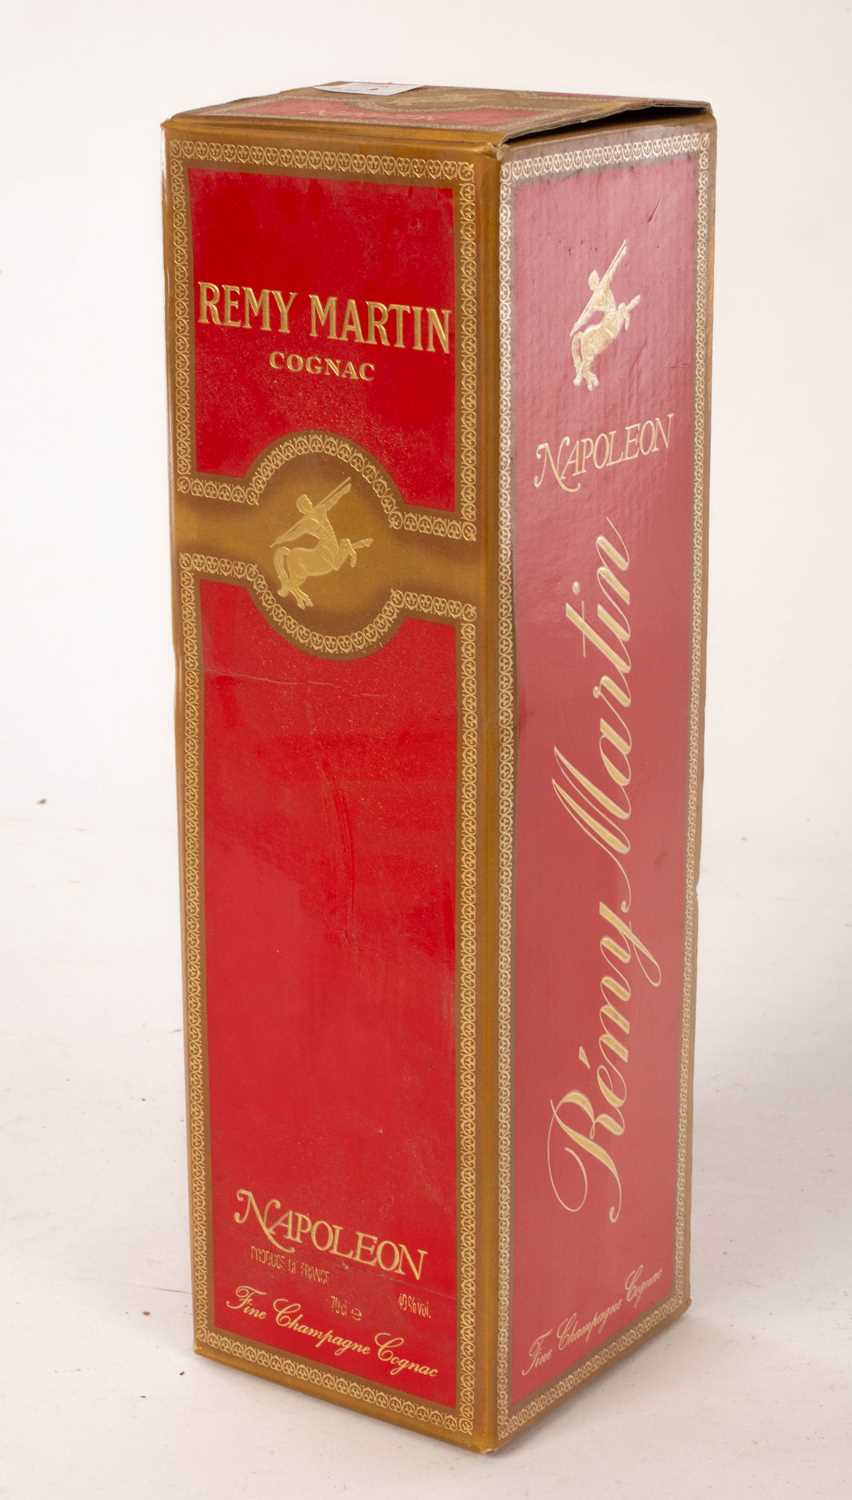 NAPOLEON
REMY MARTIN
COGNAC
NAPOLEON
PRODUCE OF FRANCE
70cl e 40%vol.
Fine Champagne Cognac
NAPOLEON
Rémy Martin
Fine Champagne Cognac